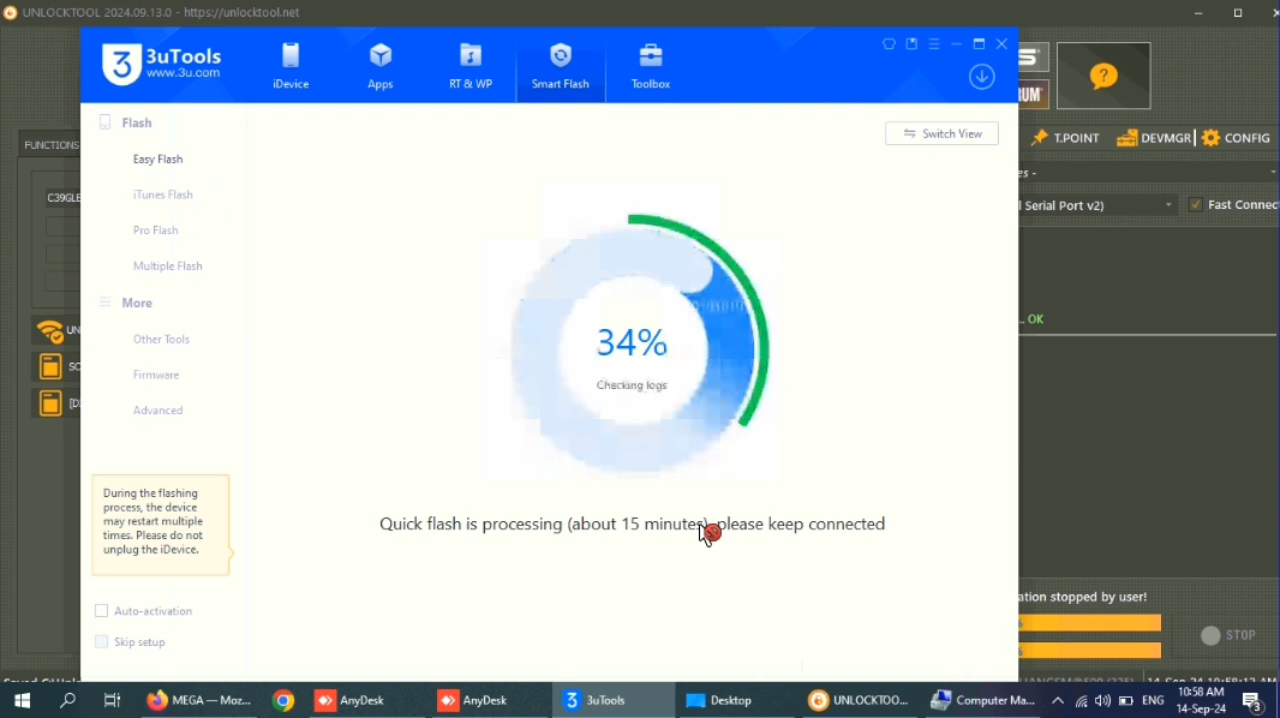 UNLOCKTOOL 2024.09.13.0 - https://unlocktool.net
3uTools
www.3u.com
iDevice
Apps
RT & WP
Smart Flash
Toolbox
?
T.POINT
DEVMGR
CONFIG
FUNCTIONS
Flash
Easy Flash
iTunes Flash
Pro Flash
Multiple Flash
More
Other Tools
Firmware
Advanced
Switch View
l Serial Port v2)
Fast Connec
.. OK
34%
Checking logs
Quick flash is processing (about 15 minutes), please keep connected
During the flashing
process, the device
may restart multiple
times. Please do not
unplug the iDevice.
Auto-activation
Skip setup
ation stopped by user!
STOP
MEGA — Moz...
AnyDesk
AnyDesk
3uTools
Desktop
UNLOCKTOO...
Computer Ma...
ENG
10:58 AM
14-Sep-24
3